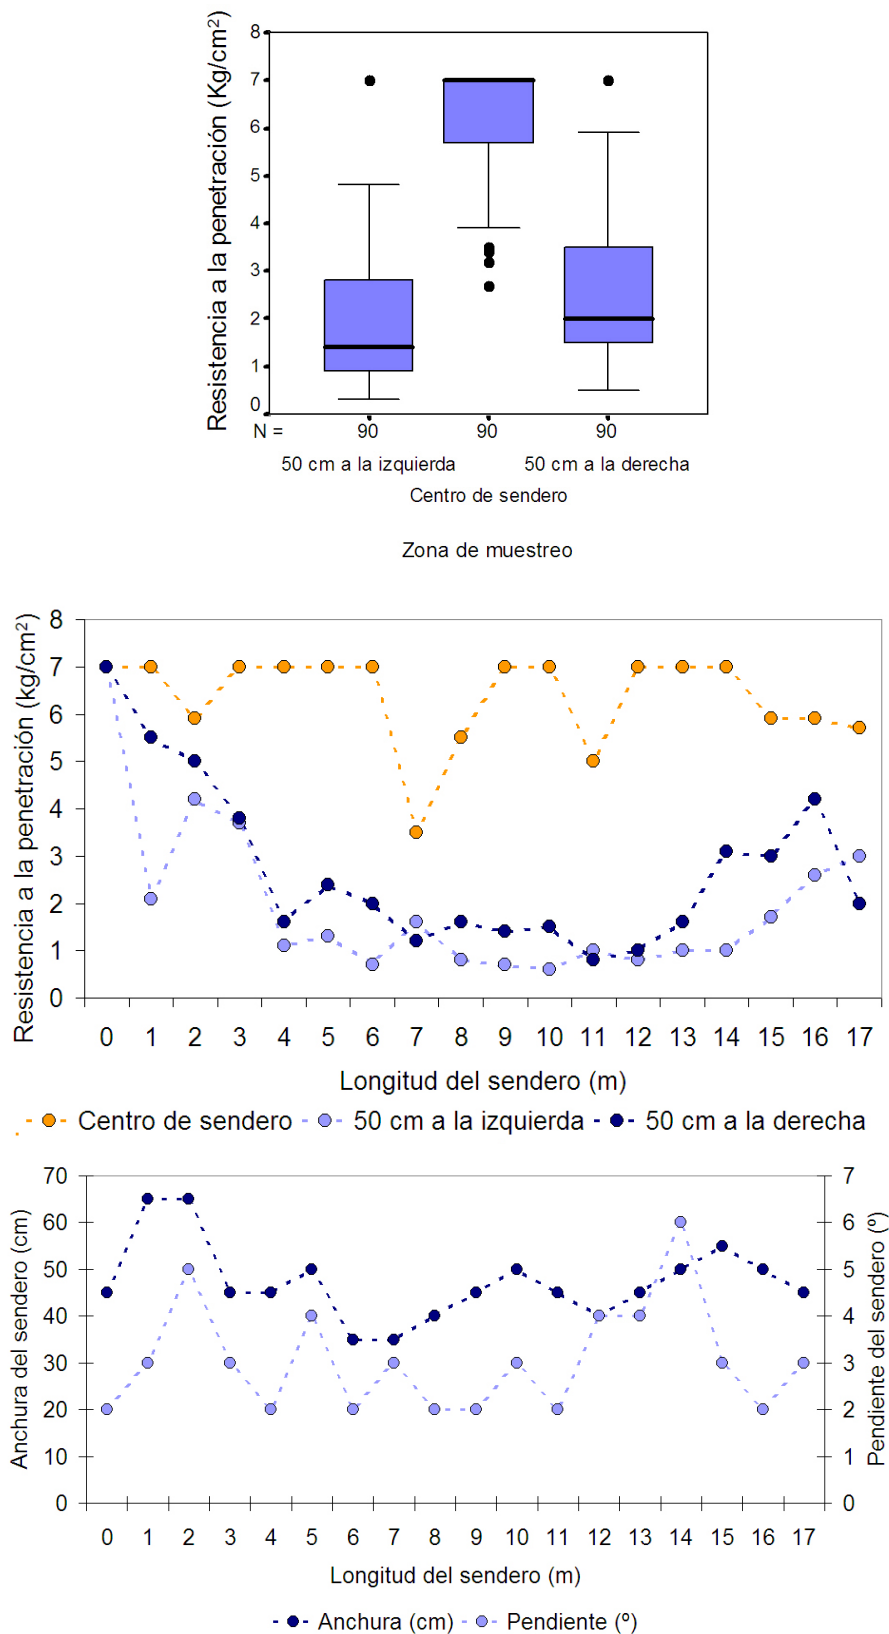 Resistencia a la penetración (Kg/cm²)
8
7
6
5
4
3
2
1
0
N = 90 90 90
50 cm a la izquierda 50 cm a la derecha
Centro de sendero
Zona de muestreo
Resistencia a la penetración (kg/cm²)
8
7
6
5
4
3
2
1
0
0 1 2 3 4 5 6 7 8 9 10 11 12 13 14 15 16 17
Longitud del sendero (m)
Centro de sendero 50 cm a la izquierda 50 cm a la derecha
Anchura del sendero (cm)
70 7
60 6
50 5
40 4
30 3
20 2
10 1
0 0
Pendiente del sendero (º)
0 1 2 3 4 5 6 7 8 9 10 11 12 13 14 15 16 17
Longitud del sendero (m)
Anchura (cm) Pendiente (º)